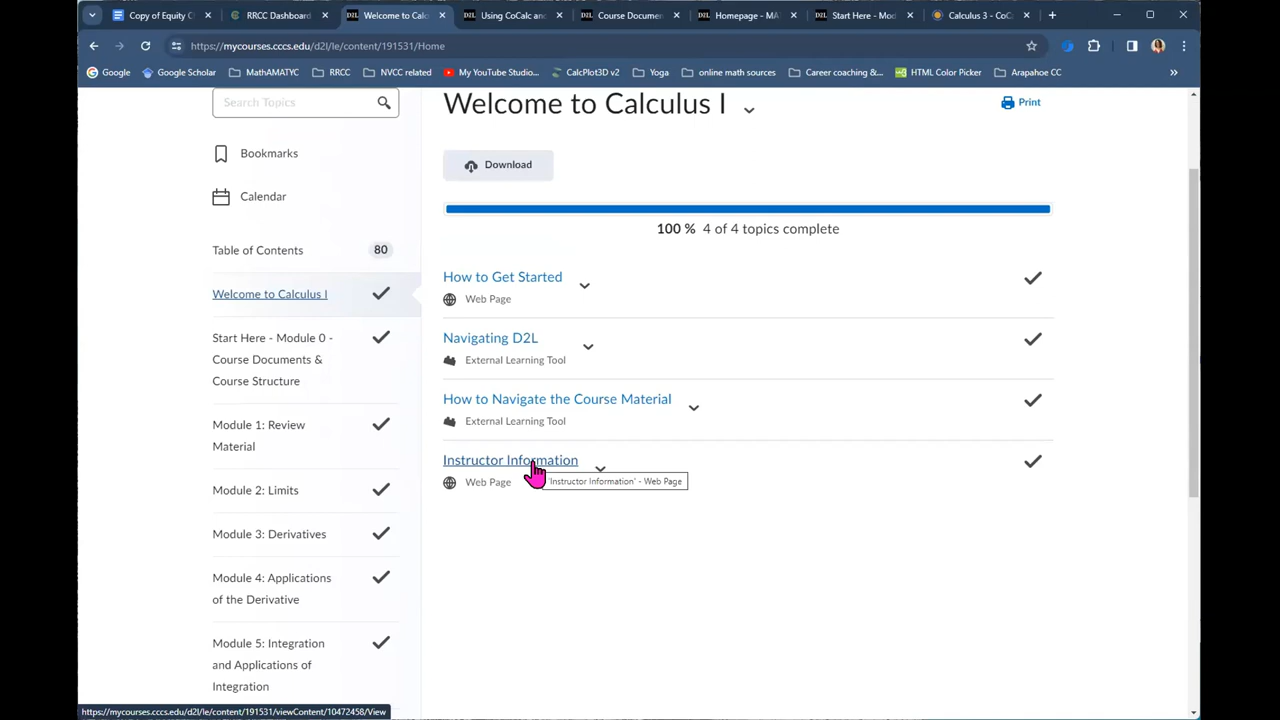 Copy of Equity C
RRCC Dashboard
Welcome to Calc
Using CoCalc and
Course Documen
Homepage - MA
Start Here - Mod
Calculus 3 - CoCa
https://mycourses.cccs.edu/d2l/le/content/191531/Home
Google
Google Scholar
MathAMATYC
RRCC
NVCC related
My YouTube Studio...
CalcPlot3D v2
Yoga
online math sources
Career coaching &...
HTML Color Picker
Arapahoe CC
Search Topics
Bookmarks
Calendar
Table of Contents 80
Welcome to Calculus I
Start Here - Module 0 -
Course Documents &
Course Structure
Module 1: Review
Material
Module 2: Limits
Module 3: Derivatives
Module 4: Applications
of the Derivative
Module 5: Integration
and Applications of
Integration
Welcome to Calculus I
Print
Download
100 % 4 of 4 topics complete
How to Get Started
Web Page
Navigating D2L
External Learning Tool
How to Navigate the Course Material
External Learning Tool
Instructor Information
Web Page
'Instructor Information' - Web Page
https://mycourses.cccs.edu/d2l/le/content/191531/viewContent/10472458/View